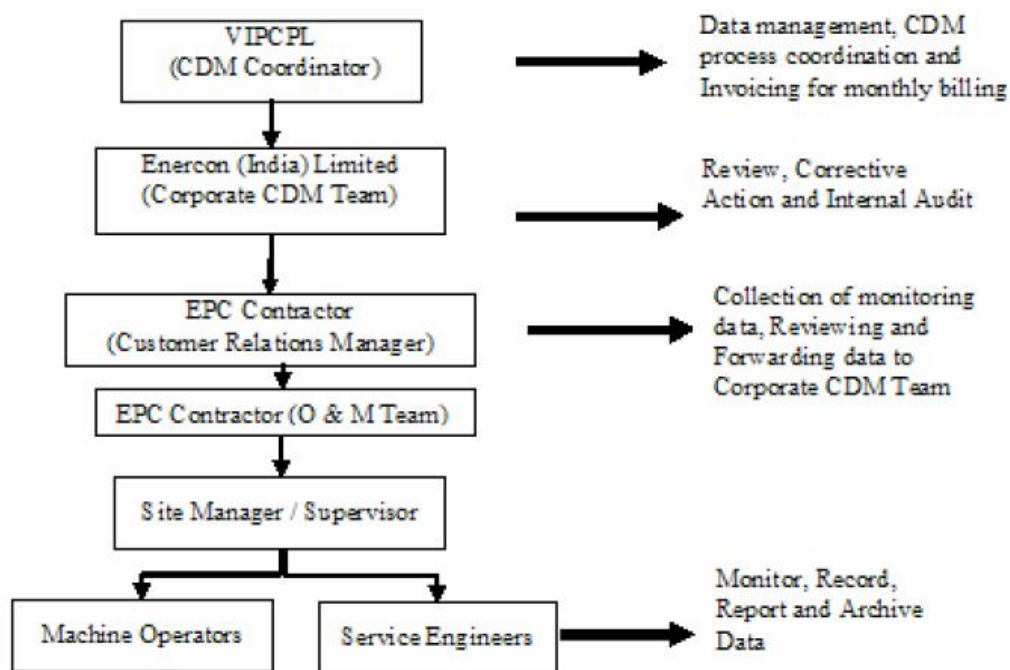 VIPCPL
(CDM Coordinator)
Data management, CDM
process coordination and
Invoicing for monthly billing
Enercon (India) Limited
(Corporate CDM Team)
Review, Corrective
Action and Internal Audit
EPC Contractor
(Customer Relations Manager)
Collection of monitoring
data, Reviewing and
Forwarding data to
Corporate CDM Team
EPC Contractor (O & M Team)
Site Manager / Supervisor
Machine Operators
Service Engineers
Monitor, Record,
Report and Archive
Data